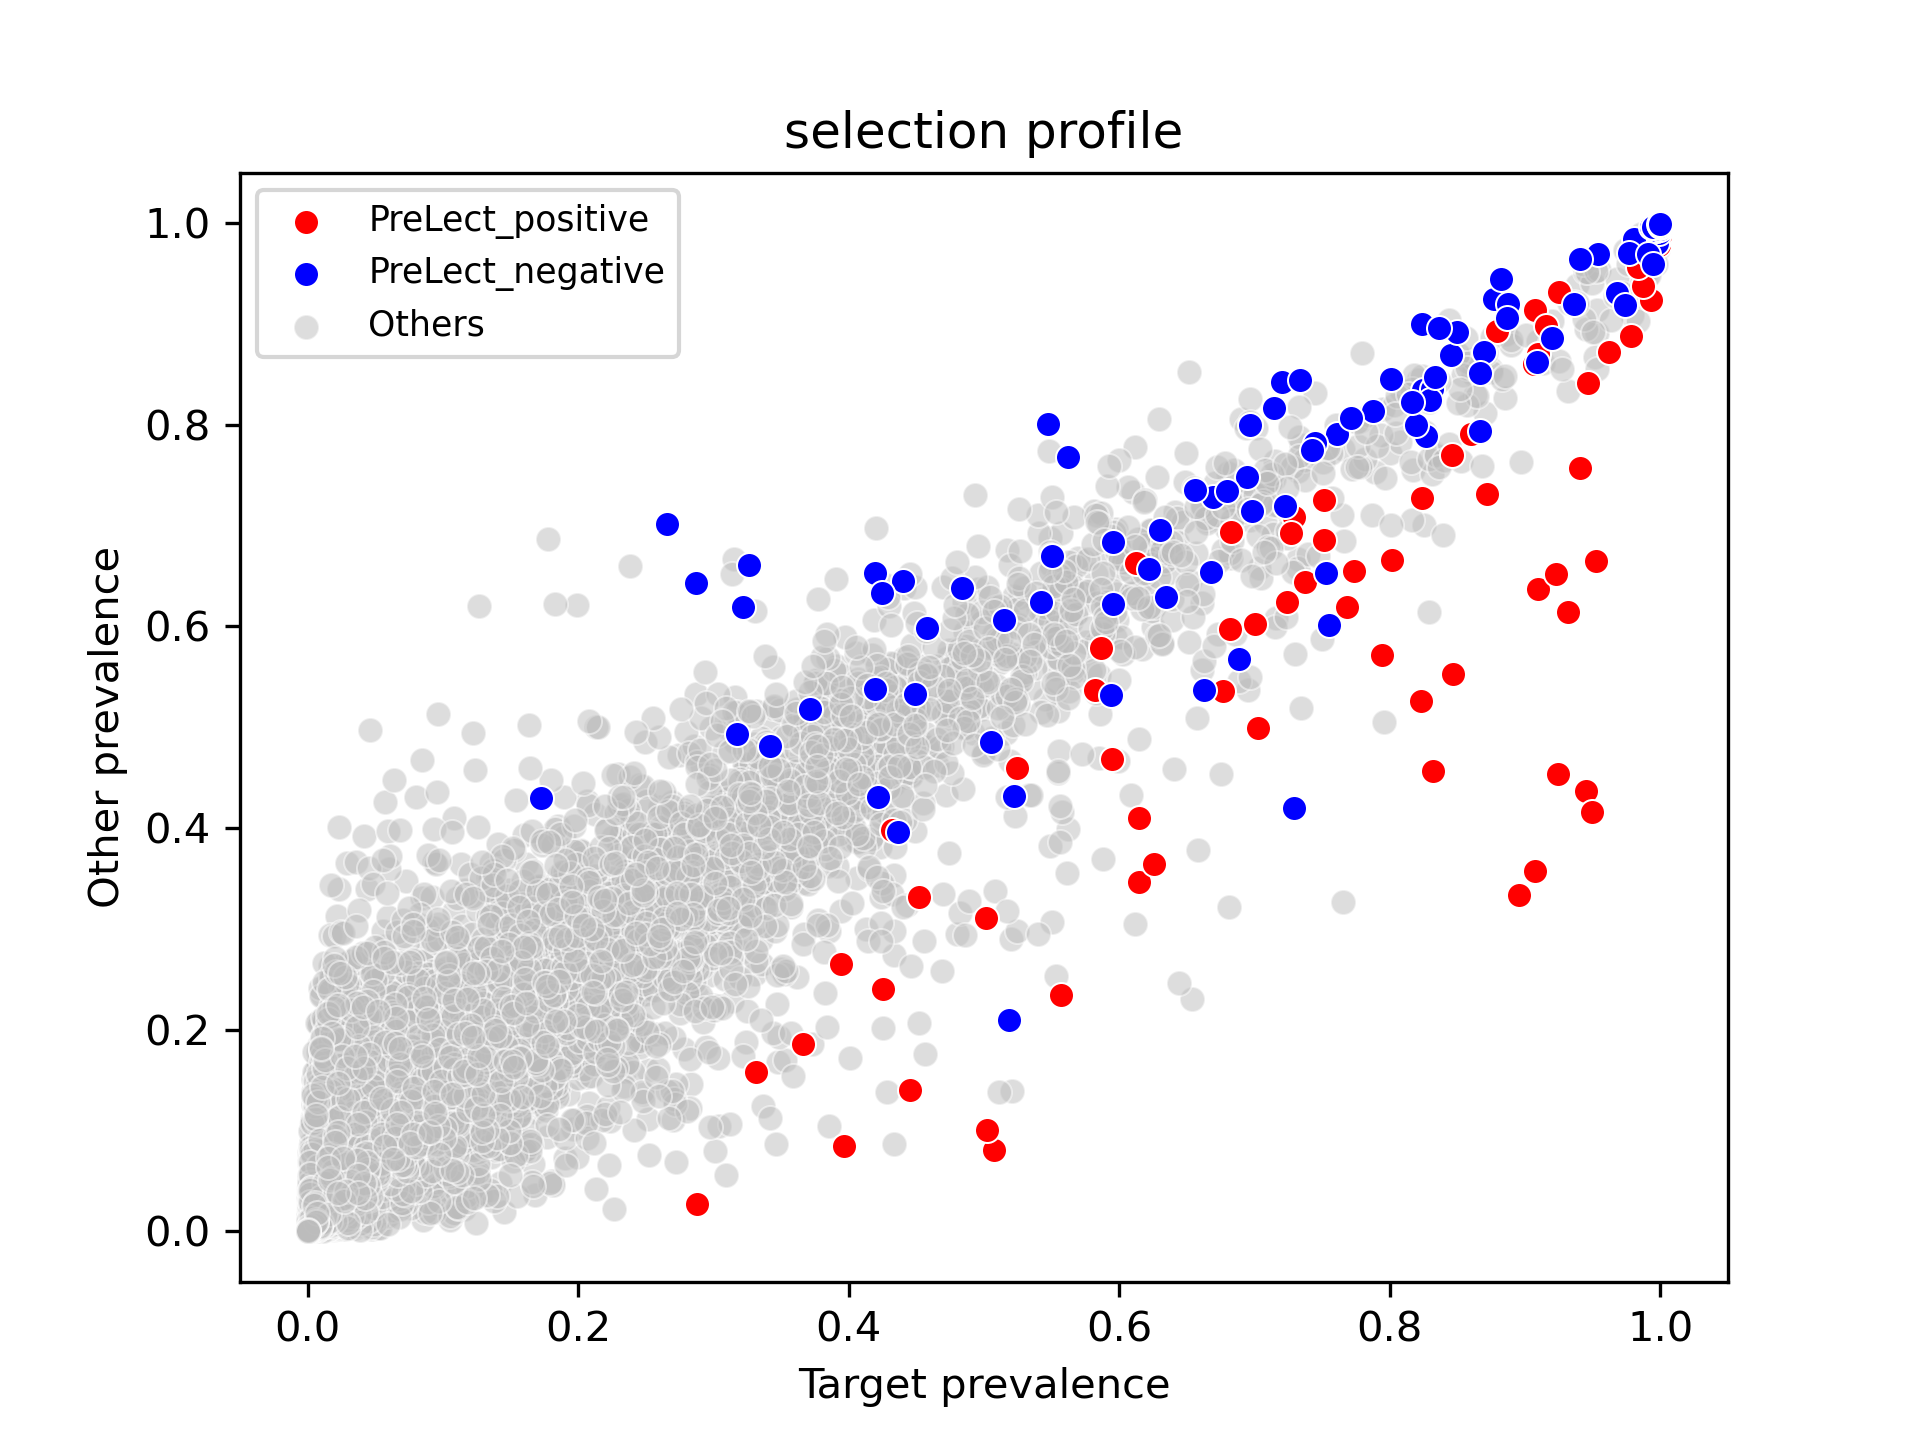 selection profile
PreLect_positive
PreLect_negative
Others
1.0
0.8
0.6
0.4
0.2
0.0
Other prevalence
0.0 0.2 0.4 0.6 0.8 1.0
Target prevalence